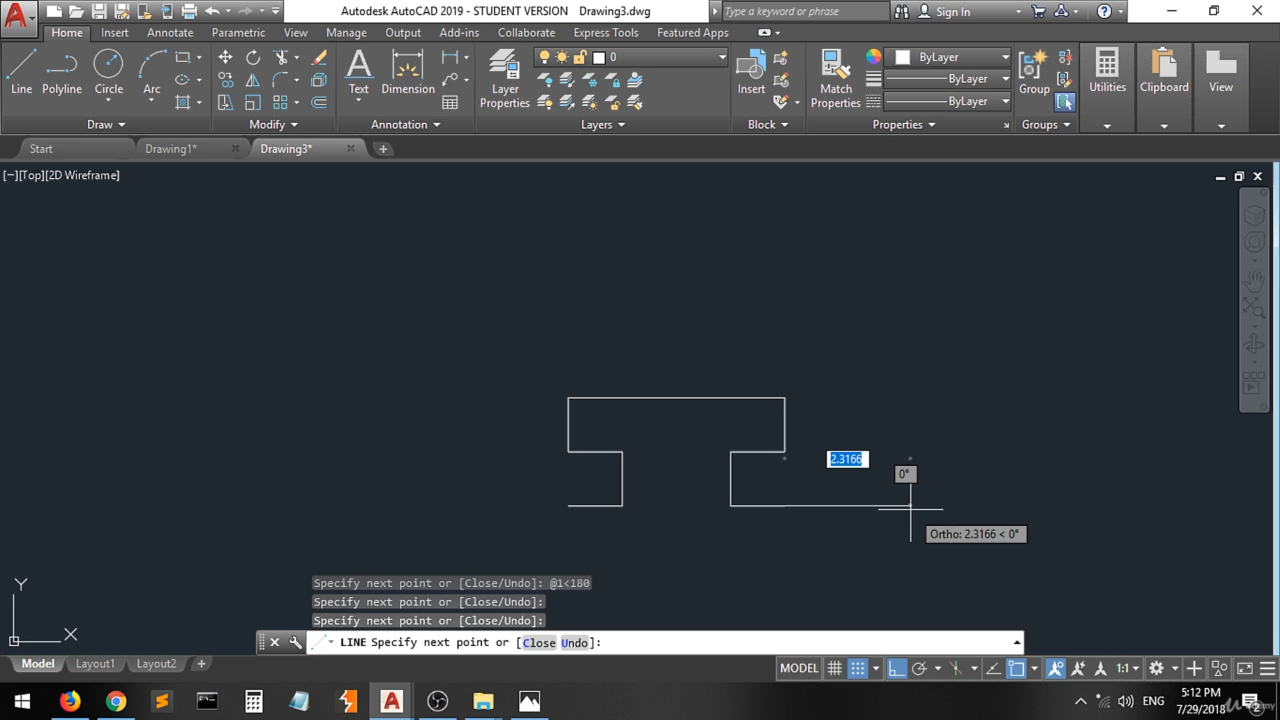 Autodesk AutoCAD 2019 - STUDENT VERSION Drawing3.dwg
Type a keyword or phrase
Sign In
Home Insert Annotate Parametric View Manage Output Add-ins Collaborate Express Tools Featured Apps
Line Polyline Circle Arc
Text Dimension
Layer Properties
0
Insert
Match Properties
ByLayer
ByLayer
ByLayer
Group
Utilities
Clipboard
View
Draw Modify Annotation Layers Block Properties Groups
Start Drawing1* Drawing3*
[−][Top][2D Wireframe]
2.3166
0°
Ortho: 2.3166 < 0°
Y
X
Specify next point or [Close/Undo]: @1<180
Specify next point or [Close/Undo]:
Specify next point or [Close/Undo]:
LINE Specify next point or [Close Undo]:
Model Layout1 Layout2
MODEL
1:1
ENG
5:12 PM
7/29/2018
2